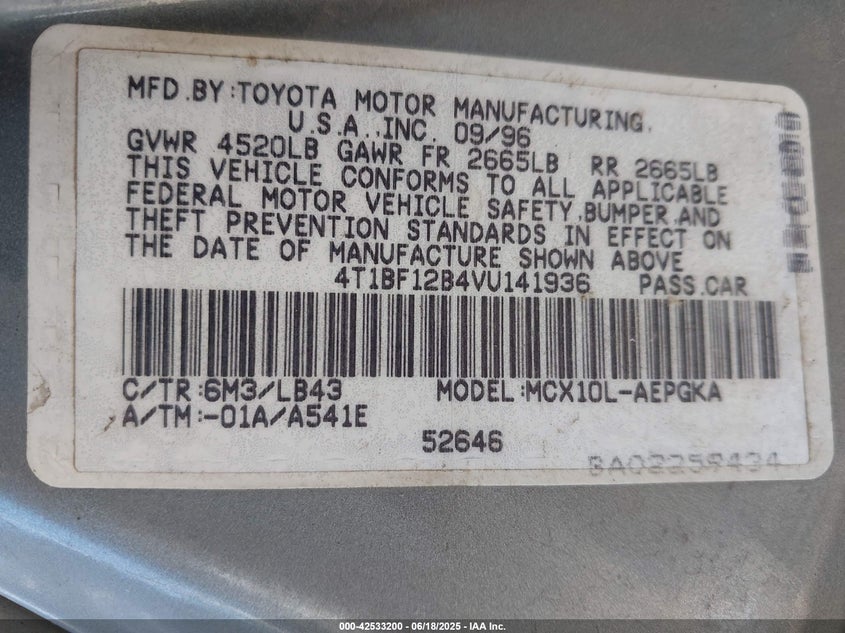 MFD.BY:TOYOTA MOTOR MANUFACTURING,
U.S.A.,INC. 09/96
GVWR 4520LB GAWR FR 2665LB RR 2665LB
THIS VEHICLE CONFORMS TO ALL APPLICABLE
FEDERAL MOTOR VEHICLE SAFETY,BUMPER,AND
THEFT PREVENTION STANDARDS IN EFFECT ON
THE DATE OF MANUFACTURE SHOWN ABOVE
4T1BF12B4VU141936 PASS.CAR
C/TR:6M3/LB43 MODEL:MCX10L-AEPGKA
A/TM:-01A/A541E
52646
000-42533200 - 06/18/2025 - IAA Inc.